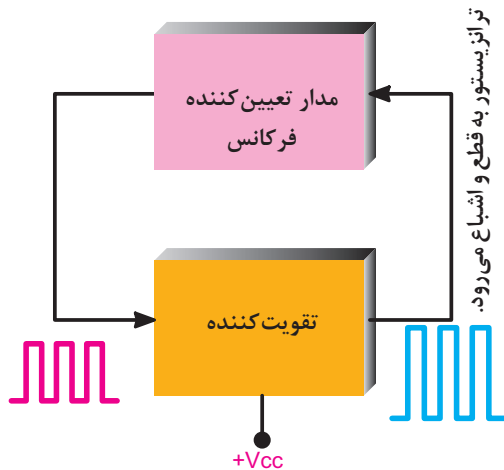 مدار تعیین‌کننده
فرکانس
ترانزیستور به قطع و اشباع می‌رود.
تقویت‌کننده
+Vcc